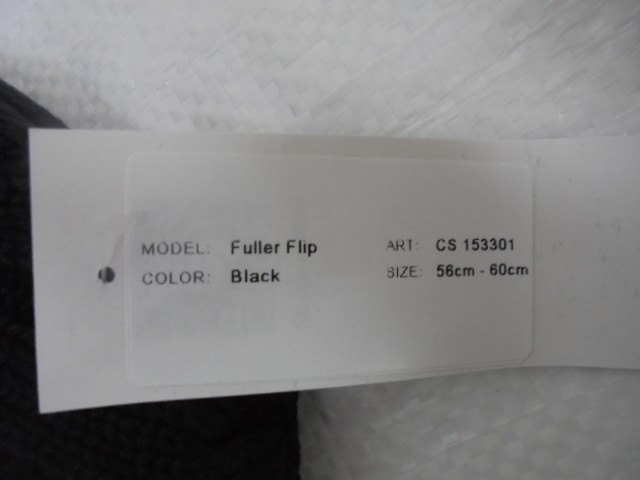 MODEL: Fuller Flip ART: CS 153301
COLOR: Black SIZE: 56cm - 60cm